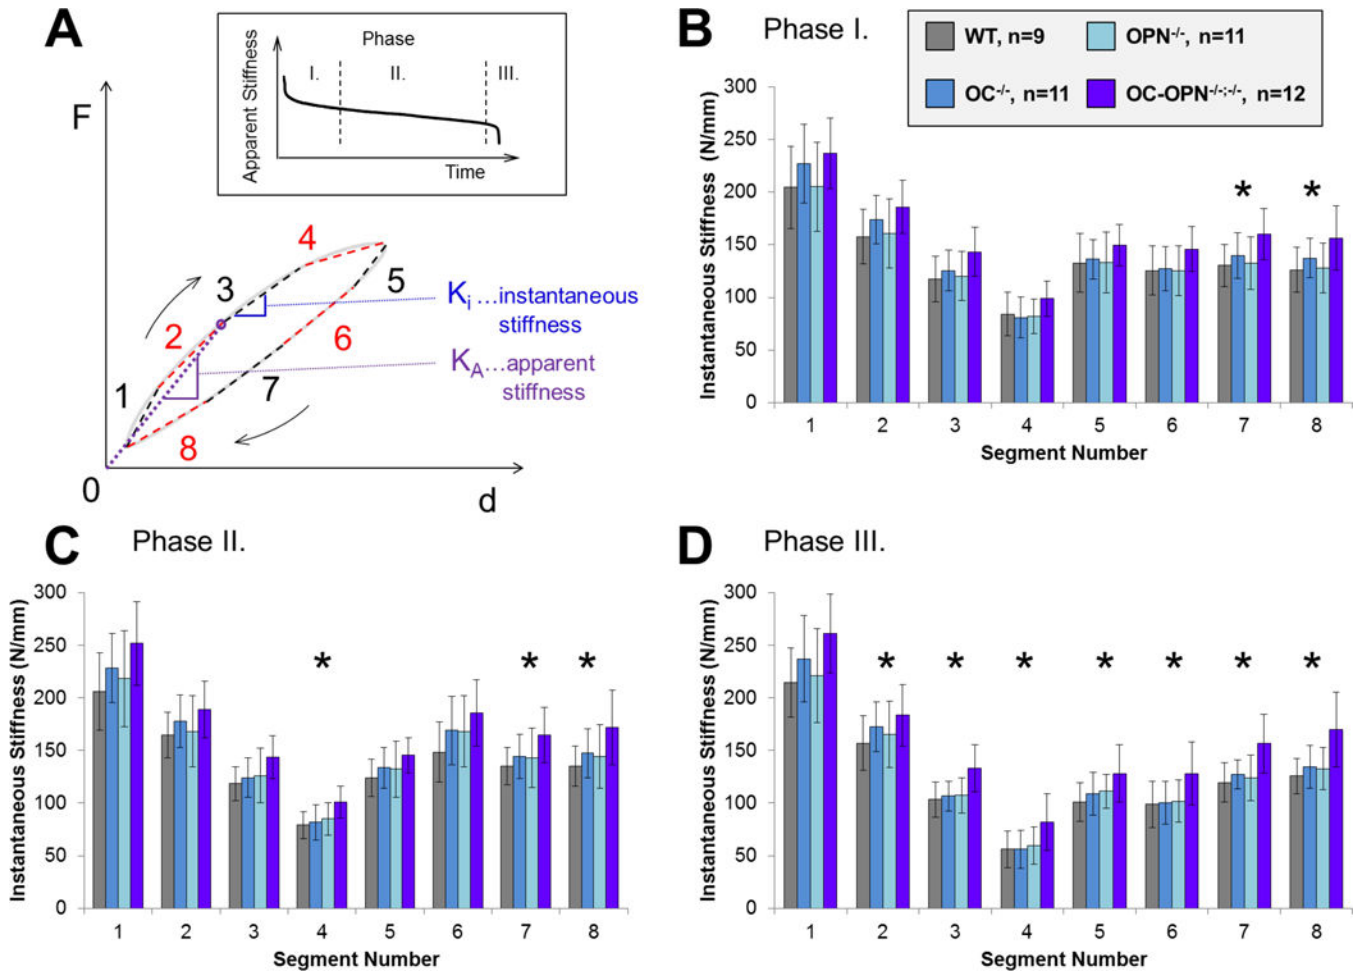 A
Phase
I.
II.
III.
Apparent Stiffness
Time
F
4
3
5
2
6
1
7
8
0
d
Ki ...instantaneous
stiffness
KA...apparent
stiffness
B
Phase I.
WT, n=9
OPN-/-, n=11
OC-/-, n=11
OC-OPN-/-;-/-, n=12
Instantaneous Stiffness (N/mm)
300
250
200
150
100
50
0
* *
1 2 3 4 5 6 7 8
Segment Number
C
Phase II.
Instantaneous Stiffness (N/mm)
300
250
200
150
100
50
0
* * *
1 2 3 4 5 6 7 8
Segment Number
D
Phase III.
Instantaneous Stiffness (N/mm)
300
250
200
150
100
50
0
* * * * * * *
1 2 3 4 5 6 7 8
Segment Number